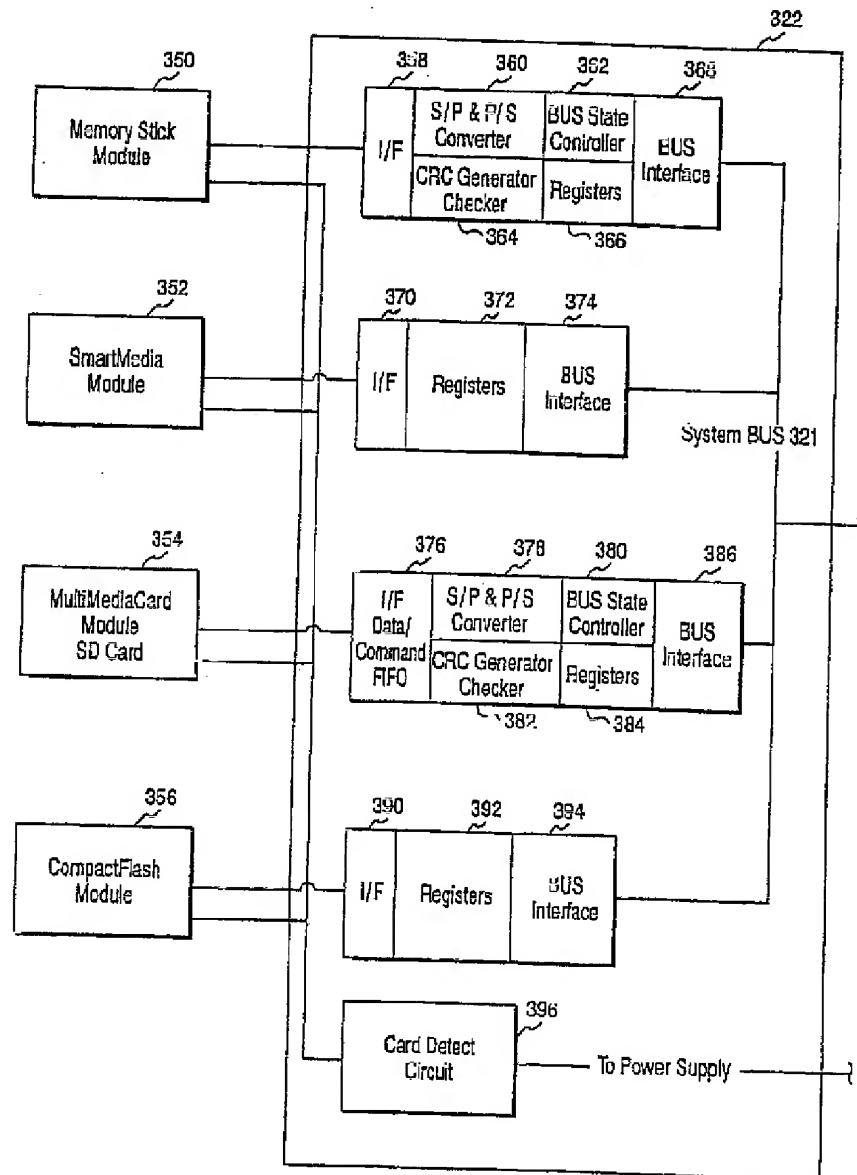 322
350
358
360
362
368
Memory Stick
Module
I/F
S/P & P/S
Converter
BUS State
Controller
BUS
Interface
CRC Generator
Checker
Registers
364
366
352
370
372
374
SmartMedia
Module
I/F
Registers
BUS
Interface
System BUS 321
354
376
378
380
386
MultiMediaCard
Module
SD Card
I/F
Data/
Command
FIFO
S/P & P/S
Converter
BUS State
Controller
BUS
Interface
CRC Generator
Checker
Registers
382
384
356
390
392
394
CompactFlash
Module
I/F
Registers
BUS
Interface
396
Card Detect
Circuit
To Power Supply